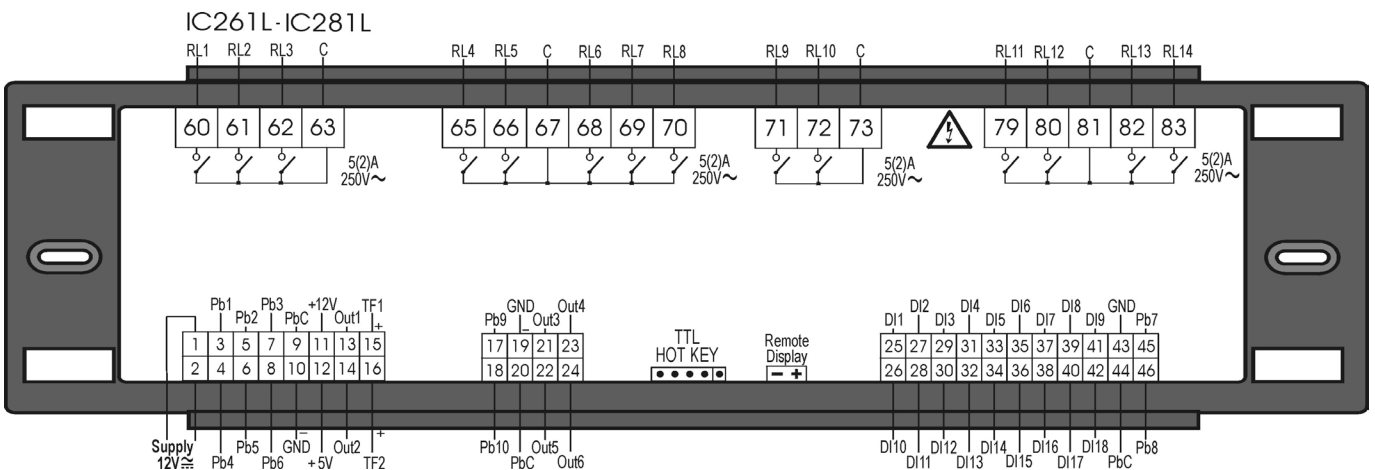 IC261L-IC281L
RL1 RL2 RL3 C RL4 RL5 C RL6 RL7 RL8 RL9 RL10 C RL11 RL12 C RL13 RL14
60 61 62 63 65 66 67 68 69 70 71 72 73 79 80 81 82 83
5(2)A 5(2)A 5(2)A 5(2)A
250V~ 250V~ 250V~ 250V~
Pb1 Pb3 +12V TF1 GND Out4 DI2 DI4 DI6 DI8 GND
Pb2 PbC Out1 + Pb9 - Out3 DI1 DI3 DI5 DI7 DI9 Pb7
1 3 5 7 9 11 13 15 17 19 21 23 25 27 29 31 33 35 37 39 41 43 45
TTL
HOT KEY
Remote
Display
- +
2 4 6 8 10 12 14 16 18 20 22 24 26 28 30 32 34 36 38 40 42 44 46
Supply Pb5 GND - Out2 + Pb10 Out5 DI10 DI12 DI14 DI16 DI18 Pb8
12V≂ Pb4 Pb6 +5V TF2 PbC Out6 DI11 DI13 DI15 DI17 PbC